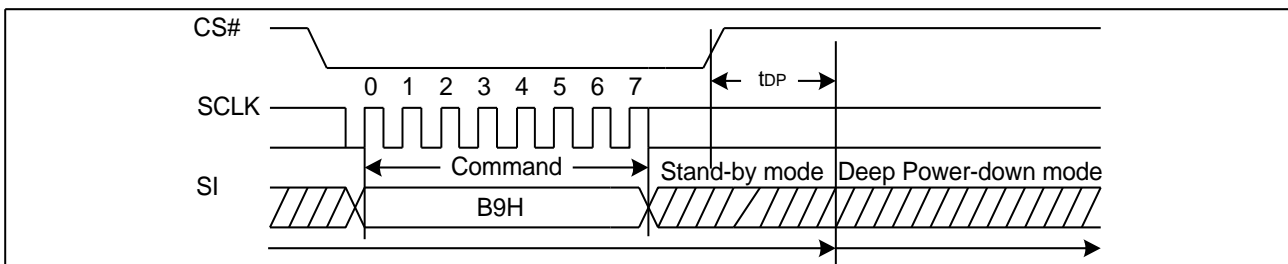 CS#
tDP
0 1 2 3 4 5 6 7
SCLK
Command
Stand-by mode Deep Power-down mode
SI
B9H